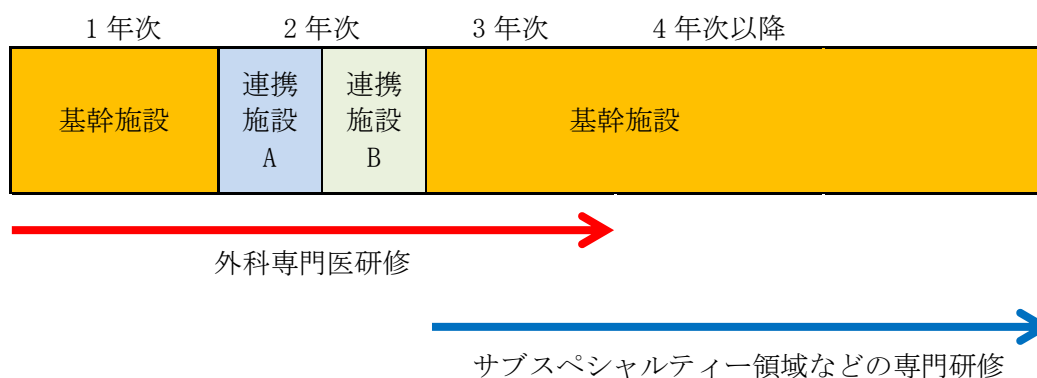 1 年次 2 年次 3 年次 4 年次以降
基幹施設
連携
施設
A
連携
施設
B
基幹施設
外科専門医研修
サブスペシャルティー領域などの専門研修